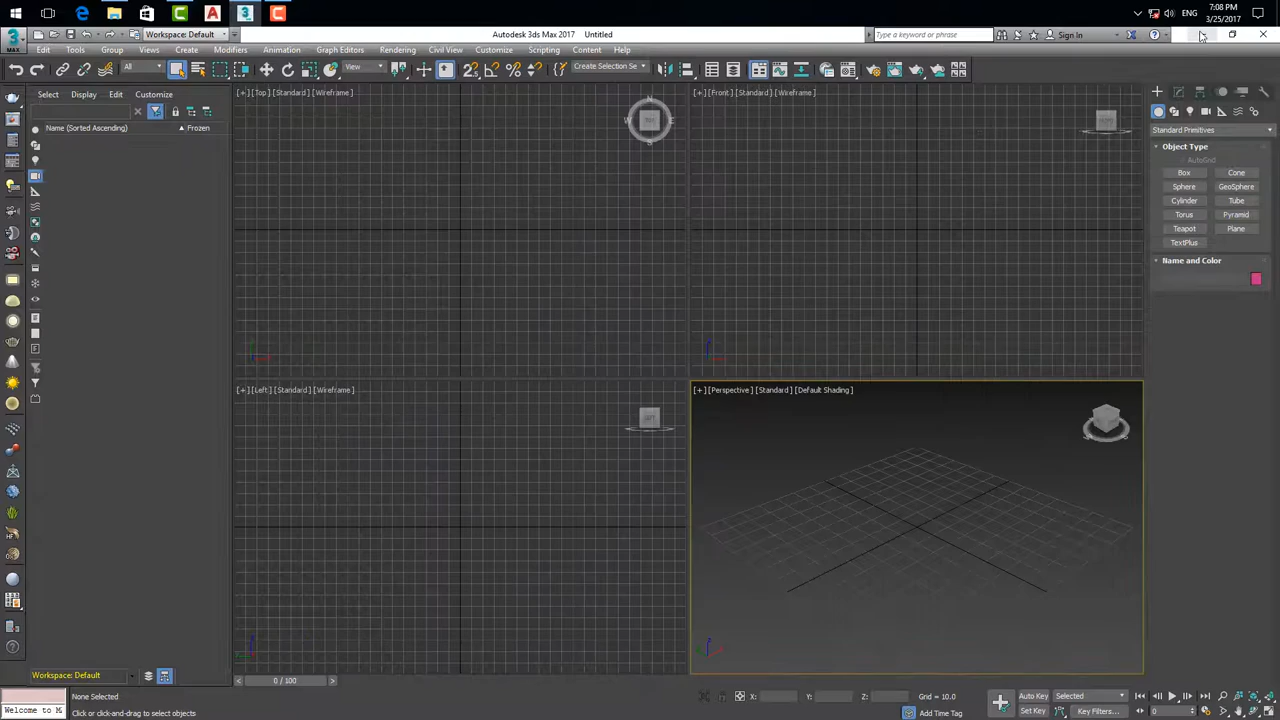 7:08 PM
ENG
3/25/2017
Workspace: Default
Autodesk 3ds Max 2017 Untitled
Type a keyword or phrase
Sign In
3
MAX
Edit Tools Group Views Create Modifiers Animation Graph Editors Rendering Civil View Customize Scripting Content Help
All
View
Create Selection Se
Select Display Edit Customize
Name (Sorted Ascending) ▲ Frozen
[+] [Top] [Standard] [Wireframe]
N
W E
S
[+] [Front] [Standard] [Wireframe]
[+] [Left] [Standard] [Wireframe]
[+] [Perspective] [Standard] [Default Shading]
Standard Primitives
Object Type
AutoGrid
Box Cone
Sphere GeoSphere
Cylinder Tube
Torus Pyramid
Teapot Plane
TextPlus
Name and Color
Workspace: Default
< 0 / 100 >
None Selected
X: Y: Z: Grid = 10.0
Auto Key Selected
Welcome to M
Click or click-and-drag to select objects
Add Time Tag
Set Key Key Filters...
0